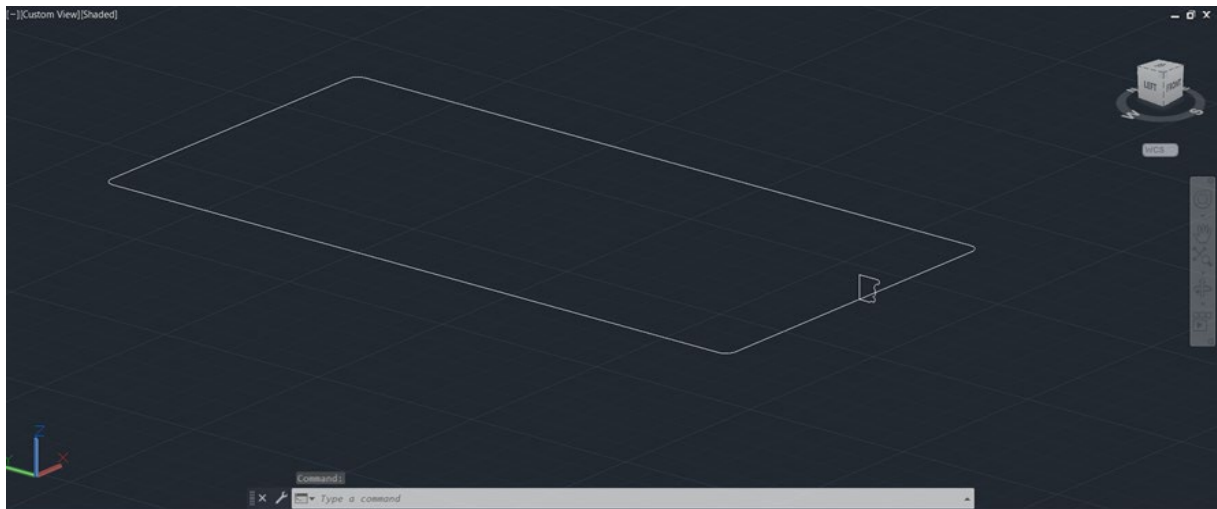 [−][Custom View][Shaded]
LEFT
FRONT
W
S
WCS
Z
X
Command:
Type a command